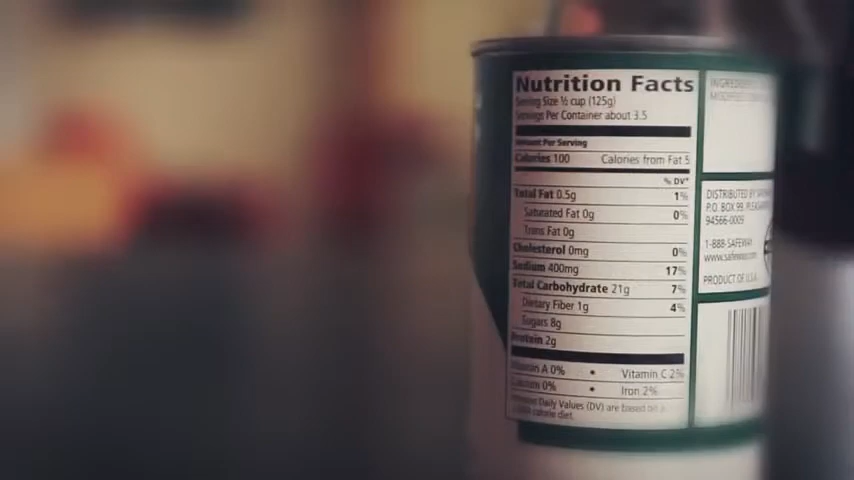 Nutrition Facts
Serving Size ½ cup (125g)
Servings Per Container about 3.5
Amount Per Serving
Calories 100 Calories from Fat 5
% DV*
Total Fat 0.5g 1%
Saturated Fat 0g 0%
Trans Fat 0g
Cholesterol 0mg 0%
Sodium 400mg 17%
Total Carbohydrate 21g 7%
Dietary Fiber 1g 4%
Sugars 8g
Protein 2g
Vitamin A 0% • Vitamin C 2%
Calcium 0% • Iron 2%
Daily Values (DV) are based on
calorie diet.
MODIFIED
DISTRIBUTED BY
P.O. BOX 99,
94566-0009
1-888-SAFEWAY
www.safeway.com
PRODUCT OF U.S.A.